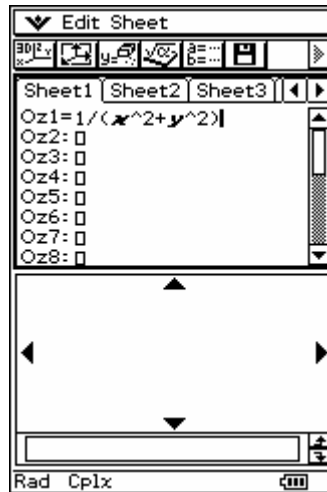 Edit Sheet
Sheet1 Sheet2 Sheet3
Oz1=1/(x^2+y^2)
Oz2:
Oz3:
Oz4:
Oz5:
Oz6:
Oz7:
Oz8:
Rad Cplx